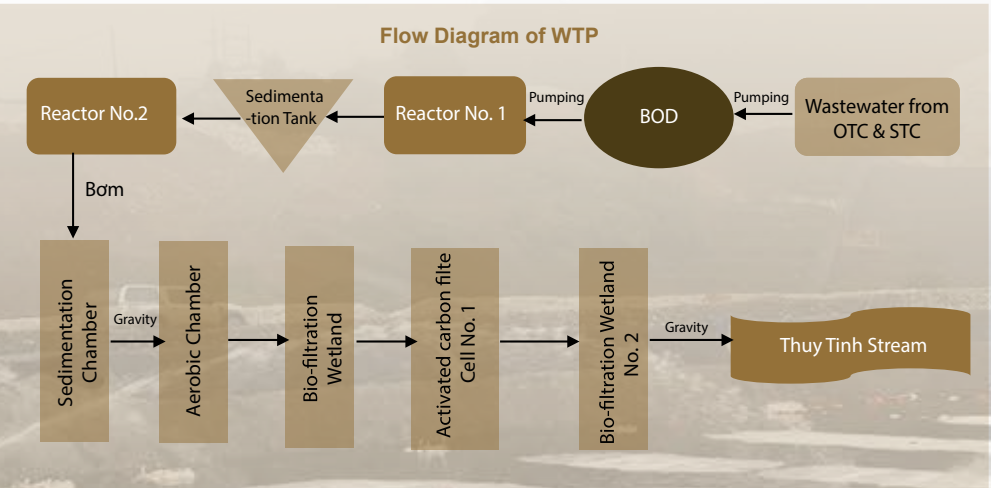 Flow Diagram of WTP
Wastewater from
OTC & STC
Pumping
BOD
Pumping
Reactor No. 1
Sedimenta
-tion Tank
Reactor No.2
Bơm
Sedimentation
Chamber
Gravity
Aerobic Chamber
Bio-filtration
Wetland
Activated carbon filte
Cell No. 1
Bio-filtration Wetland
No. 2
Gravity
Thuy Tinh Stream